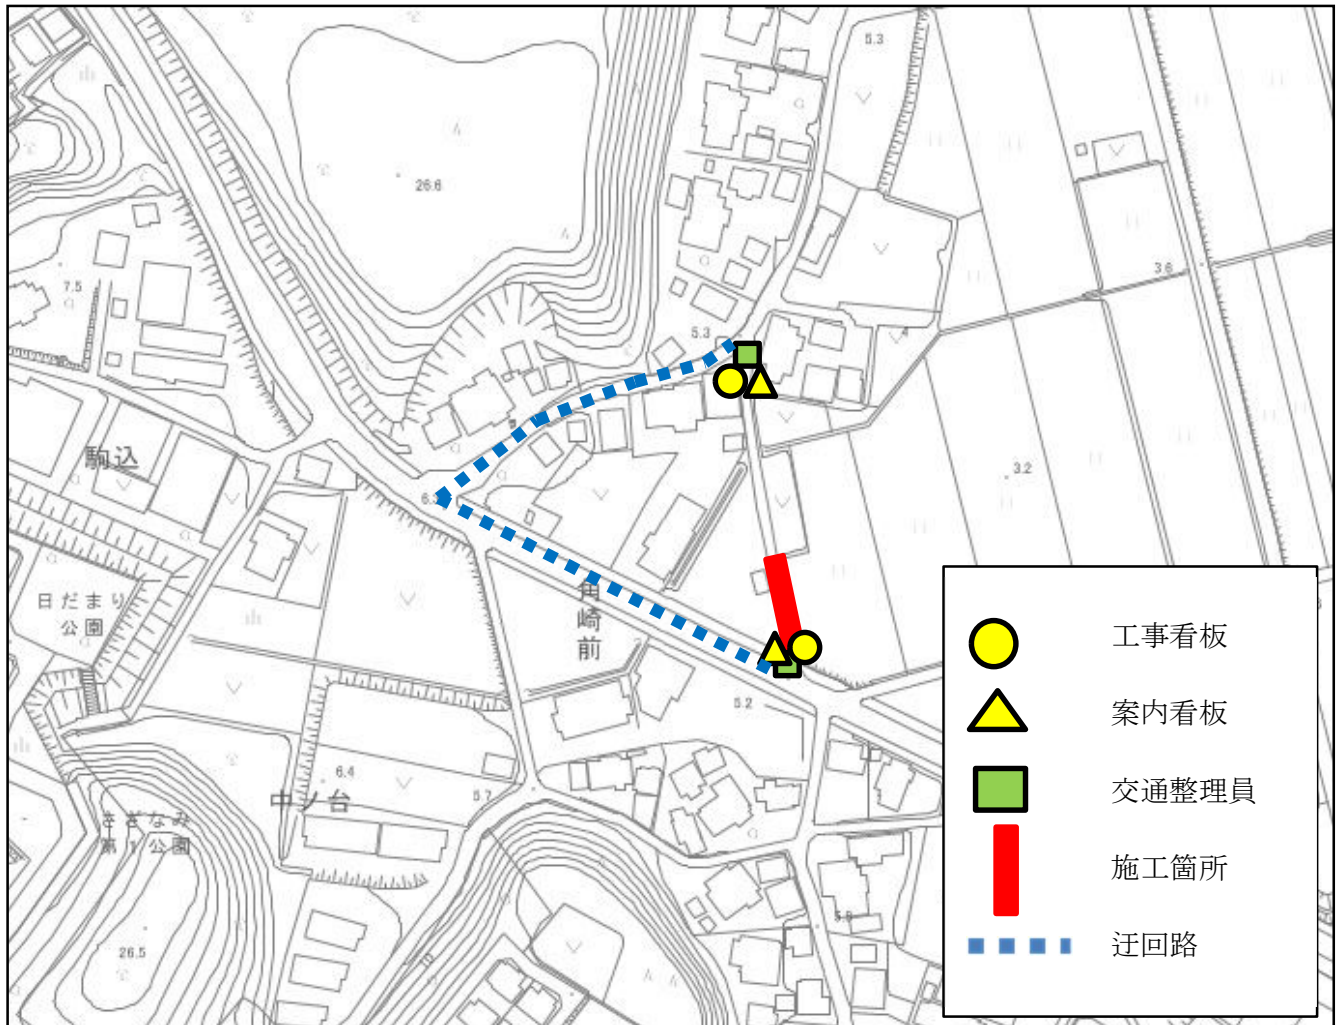 5.3
26.6
7.5
3.6
5.3
4
駒込
3.2
6.3
日だまり
公園
角崎前
5.2
6.4
中ノ台
5.7
さざなみ
第1公園
26.5
工事看板
案内看板
交通整理員
施工箇所
迂回路